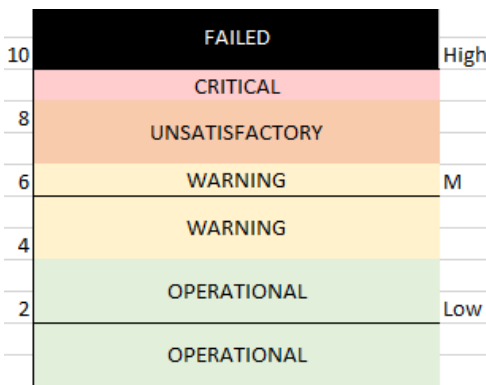 FAILED
10 High
CRITICAL
8
UNSATISFACTORY
6 WARNING M
WARNING
4
OPERATIONAL
2 Low
OPERATIONAL